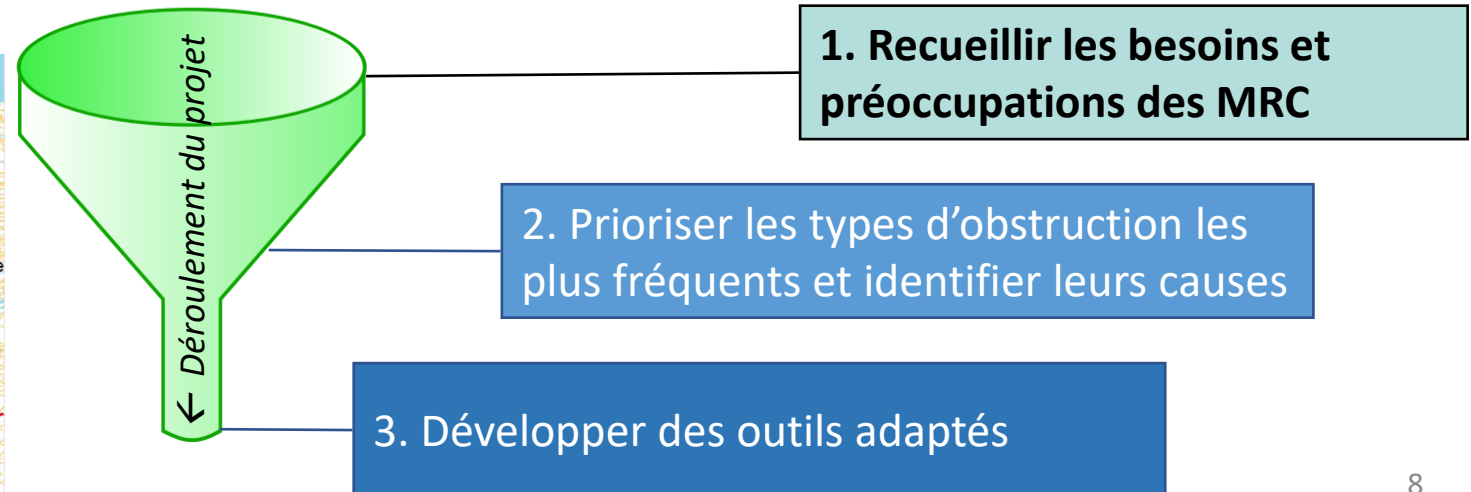 ← Déroulement du projet
1. Recueillir les besoins et
préoccupations des MRC
2. Prioriser les types d’obstruction les
plus fréquents et identifier leurs causes
3. Développer des outils adaptés
8